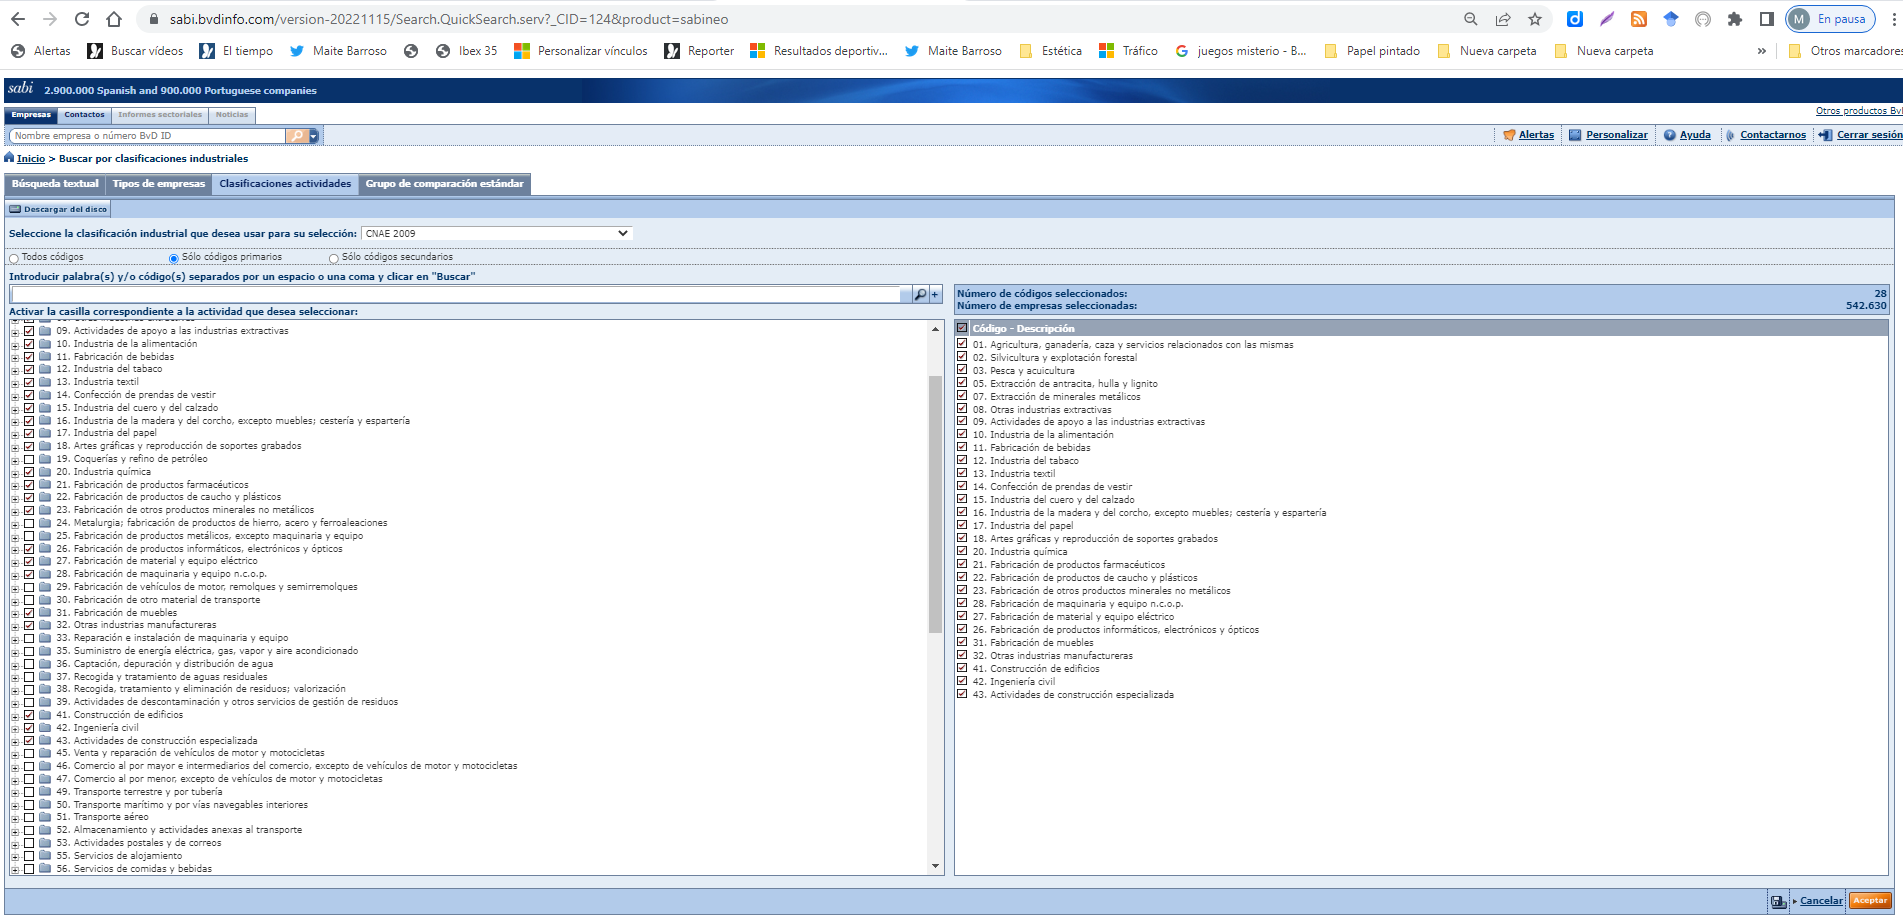 sabi.bvdinfo.com/version-20221115/Search.QuickSearch.serv?_CID=124&product=sabineo
M En pausa
Alertas Buscar vídeos El tiempo Maite Barroso Ibex 35 Personalizar vínculos Reporter Resultados deportiv... Maite Barroso Estética Tráfico juegos misterio - B... Papel pintado Nueva carpeta Nueva carpeta » Otros marcadores
sabi 2.900.000 Spanish and 900.000 Portuguese companies
Empresas Contactos Informes sectoriales Noticias
Otros productos Bv
Nombre empresa o número BvD ID
Alertas Personalizar Ayuda Contactarnos Cerrar sesión
Inicio > Buscar por clasificaciones industriales
Búsqueda textual Tipos de empresas Clasificaciones actividades Grupo de comparación estándar
Descargar del disco
Seleccione la clasificación industrial que desea usar para su selección: CNAE 2009
Todos códigos Sólo códigos primarios Sólo códigos secundarios
Introducir palabra(s) y/o código(s) separados por un espacio o una coma y clicar en "Buscar"
Activar la casilla correspondiente a la actividad que desea seleccionar:
09. Actividades de apoyo a las industrias extractivas
10. Industria de la alimentación
11. Fabricación de bebidas
12. Industria del tabaco
13. Industria textil
14. Confección de prendas de vestir
15. Industria del cuero y del calzado
16. Industria de la madera y del corcho, excepto muebles; cestería y espartería
17. Industria del papel
18. Artes gráficas y reproducción de soportes grabados
19. Coquerías y refino de petróleo
20. Industria química
21. Fabricación de productos farmacéuticos
22. Fabricación de productos de caucho y plásticos
23. Fabricación de otros productos minerales no metálicos
24. Metalurgia; fabricación de productos de hierro, acero y ferroaleaciones
25. Fabricación de productos metálicos, excepto maquinaria y equipo
26. Fabricación de productos informáticos, electrónicos y ópticos
27. Fabricación de material y equipo eléctrico
28. Fabricación de maquinaria y equipo n.c.o.p.
29. Fabricación de vehículos de motor, remolques y semirremolques
30. Fabricación de otro material de transporte
31. Fabricación de muebles
32. Otras industrias manufactureras
33. Reparación e instalación de maquinaria y equipo
35. Suministro de energía eléctrica, gas, vapor y aire acondicionado
36. Captación, depuración y distribución de agua
37. Recogida y tratamiento de aguas residuales
38. Recogida, tratamiento y eliminación de residuos; valorización
39. Actividades de descontaminación y otros servicios de gestión de residuos
41. Construcción de edificios
42. Ingeniería civil
43. Actividades de construcción especializada
45. Venta y reparación de vehículos de motor y motocicletas
46. Comercio al por mayor e intermediarios del comercio, excepto de vehículos de motor y motocicletas
47. Comercio al por menor, excepto de vehículos de motor y motocicletas
49. Transporte terrestre y por tubería
50. Transporte marítimo y por vías navegables interiores
51. Transporte aéreo
52. Almacenamiento y actividades anexas al transporte
53. Actividades postales y de correos
55. Servicios de alojamiento
56. Servicios de comidas y bebidas
Número de códigos seleccionados: 28
Número de empresas seleccionadas: 542.630
Código - Descripción
01. Agricultura, ganadería, caza y servicios relacionados con las mismas
02. Silvicultura y explotación forestal
03. Pesca y acuicultura
05. Extracción de antracita, hulla y lignito
07. Extracción de minerales metálicos
08. Otras industrias extractivas
09. Actividades de apoyo a las industrias extractivas
10. Industria de la alimentación
11. Fabricación de bebidas
12. Industria del tabaco
13. Industria textil
14. Confección de prendas de vestir
15. Industria del cuero y del calzado
16. Industria de la madera y del corcho, excepto muebles; cestería y espartería
17. Industria del papel
18. Artes gráficas y reproducción de soportes grabados
20. Industria química
21. Fabricación de productos farmacéuticos
22. Fabricación de productos de caucho y plásticos
23. Fabricación de otros productos minerales no metálicos
28. Fabricación de maquinaria y equipo n.c.o.p.
27. Fabricación de material y equipo eléctrico
26. Fabricación de productos informáticos, electrónicos y ópticos
31. Fabricación de muebles
32. Otras industrias manufactureras
41. Construcción de edificios
42. Ingeniería civil
43. Actividades de construcción especializada
Cancelar Aceptar